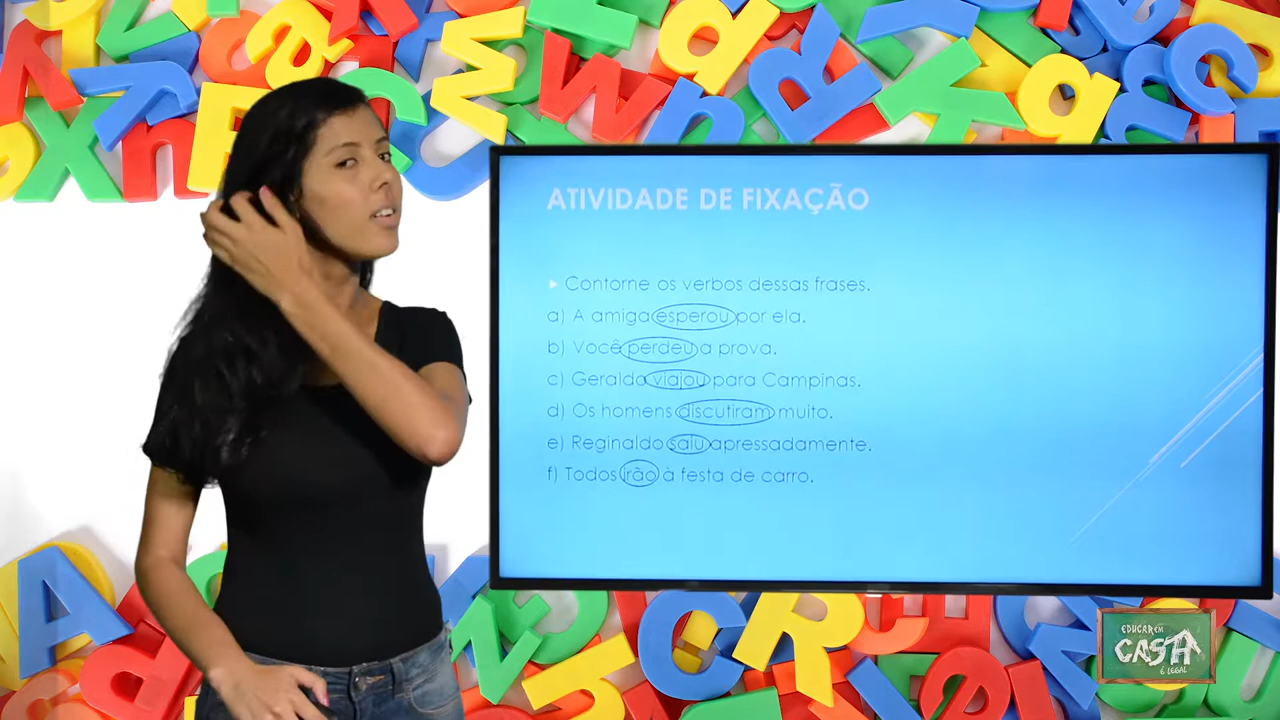 ATIVIDADE DE FIXAÇÃO
Contorne os verbos dessas frases.
a) A amiga esperou por ela.
b) Você perdeu a prova.
c) Geraldo viajou para Campinas.
d) Os homens discutiram muito.
e) Reginaldo saiu apressadamente.
f) Todos irão à festa de carro.
EDUCAR EM
CASA
É LEGAL